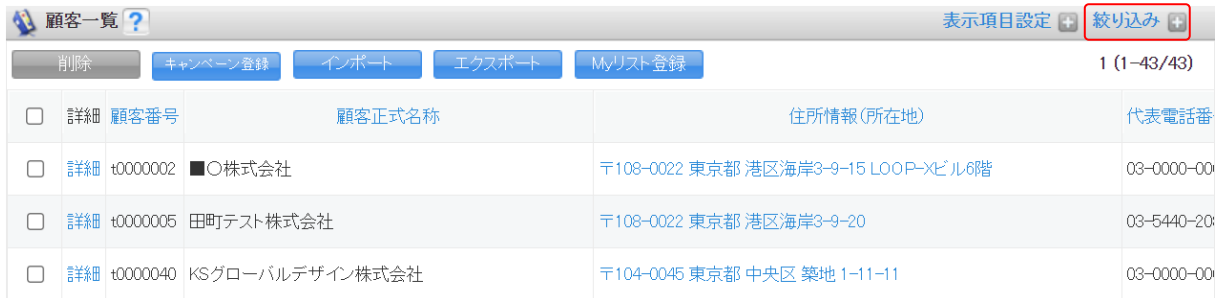 顧客一覧 ? 表示項目設定 絞り込み
削除 キャンペーン登録 インポート エクスポート Myリスト登録 1 (1-43/43)
詳細 顧客番号 顧客正式名称 住所情報(所在地) 代表電話番
詳細 t0000002 ■○株式会社 〒108-0022 東京都 港区海岸3-9-15 LOOP-Xビル6階 03-0000-00
詳細 t0000005 田町テスト株式会社 〒108-0022 東京都 港区海岸3-9-20 03-5440-20
詳細 t0000040 KSグローバルデザイン株式会社 〒104-0045 東京都 中央区 築地 1-11-11 03-0000-00